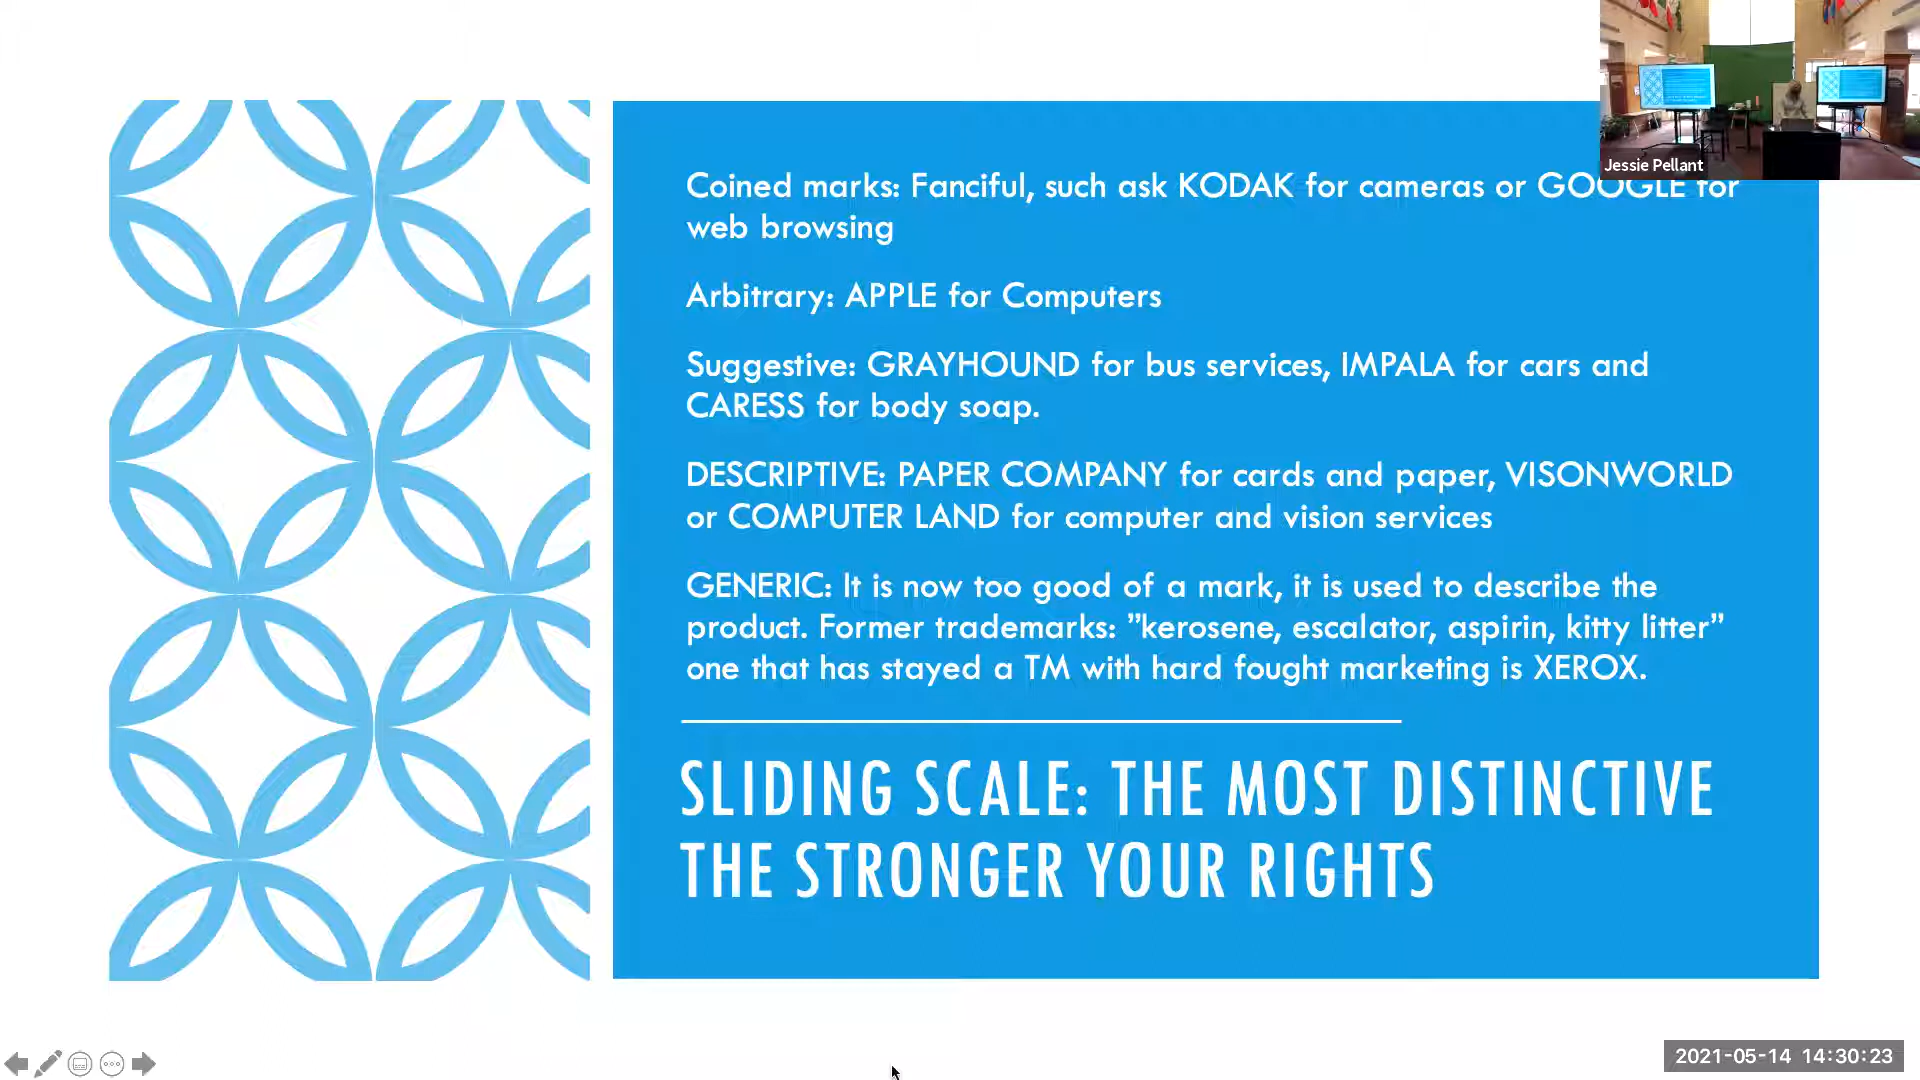 Jessie Pellant
Coined marks: Fanciful, such ask KODAK for cameras or GOOGLE for
web browsing
Arbitrary: APPLE for Computers
Suggestive: GRAYHOUND for bus services, IMPALA for cars and
CARESS for body soap.
DESCRIPTIVE: PAPER COMPANY for cards and paper, VISONWORLD
or COMPUTER LAND for computer and vision services
GENERIC: It is now too good of a mark, it is used to describe the
product. Former trademarks: ”kerosene, escalator, aspirin, kitty litter”
one that has stayed a TM with hard fought marketing is XEROX.
SLIDING SCALE: THE MOST DISTINCTIVE
THE STRONGER YOUR RIGHTS
2021-05-14 14:30:23